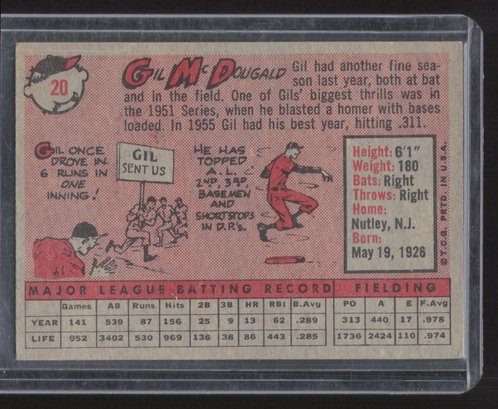 20
GIL MCDOUGALD Gil had another fine sea-
son last year, both at bat
and in the field. One of Gils' biggest thrills was in
the 1951 Series, when he blasted a homer with bases
loaded. In 1955 Gil had his best year, hitting .311.
GIL ONCE
DROVE IN
6 RUNS IN
ONE
INNING!
GIL
SENT US
HE HAS
TOPPED
A.L.
2ND, 3RD,
BASEMEN
AND
SHORTSTOPS
IN D.P.'s.
Height: 6'1"
Weight: 180
Bats: Right
Throws: Right
Home:
Nutley, N.J.
Born:
May 19, 1928
©T.C.G. PRTD. IN U.S.A.
MAJOR LEAGUE BATTING RECORD FIELDING
Games AB Runs Hits 2B 3B HR RBI B.Avg PO A E F.Avg
YEAR 141 539 87 156 25 9 13 62 .289 213 440 17 .978
LIFE 952 3402 530 969 136 38 86 443 .285 1736 2424 110 .974